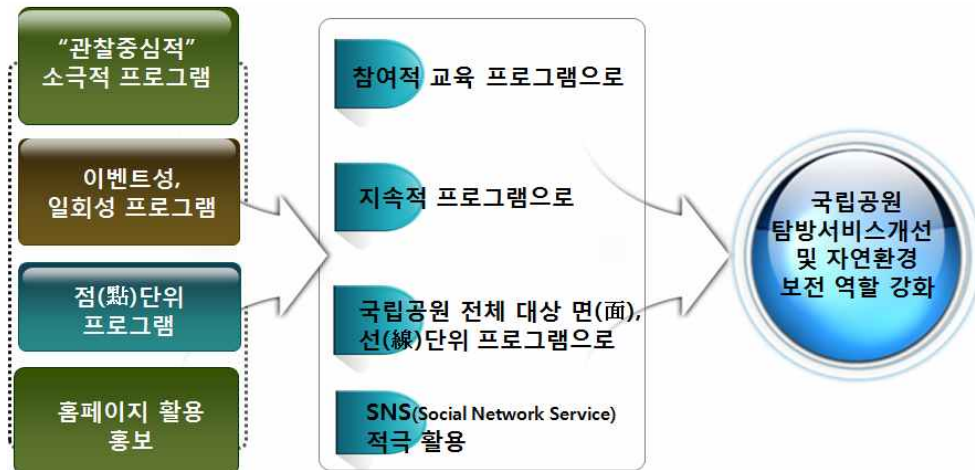 “관찰중심적”
소극적 프로그램
이벤트성,
일회성 프로그램
점(點)단위
프로그램
홈페이지 활용
홍보
참여적 교육 프로그램으로
지속적 프로그램으로
국립공원 전체 대상 면(面),
선(線)단위 프로그램으로
SNS(Social Network Service)
적극 활용
국립공원
탐방서비스개선
및 자연환경
보전 역할 강화